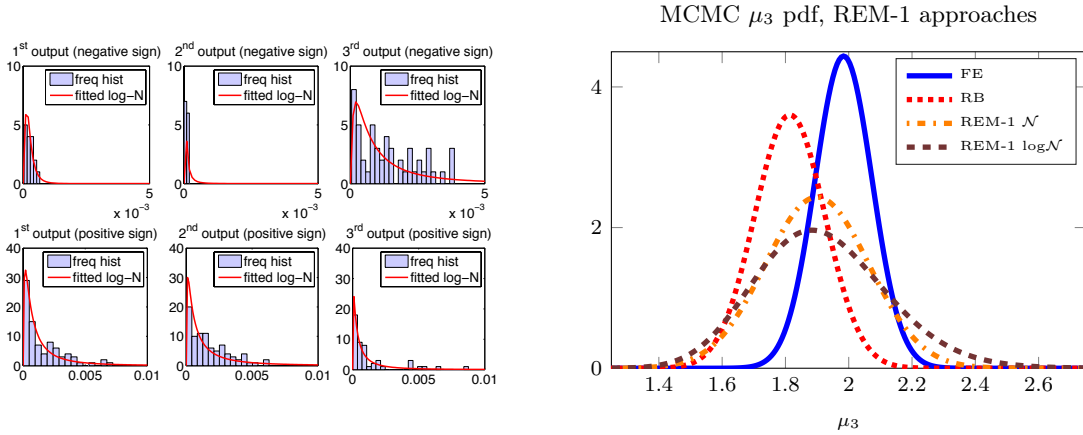 1st output (negative sign)
2nd output (negative sign)
3rd output (negative sign)
10
5
0
0
5
x 10−3
freq hist
fitted log−N
10
5
0
0
5
x 10−3
freq hist
fitted log−N
10
5
0
0
5
x 10−3
freq hist
fitted log−N
1st output (positive sign)
2nd output (positive sign)
3rd output (positive sign)
40
30
20
10
0
0
0.005
0.01
freq hist
fitted log−N
40
30
20
10
0
0
0.005
0.01
freq hist
fitted log−N
40
30
20
10
0
0
0.005
0.01
freq hist
fitted log−N
MCMC μ3 pdf, REM-1 approaches
4
2
0
FE
RB
REM-1 𝒩
REM-1 log𝒩
1.4 1.6 1.8 2 2.2 2.4 2.6
μ3